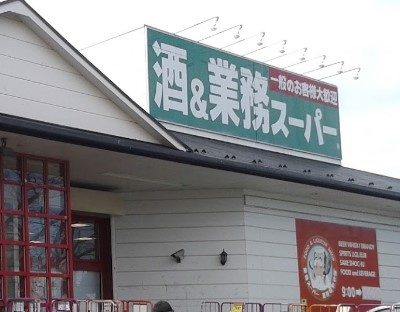 一般のお客様大歓迎
酒&業務スーパー
BEER WHISKY BRANDY
SPIRITS LIQUEUR
SAKE SHOCHU
FOOD and BEVERAGE
9:00